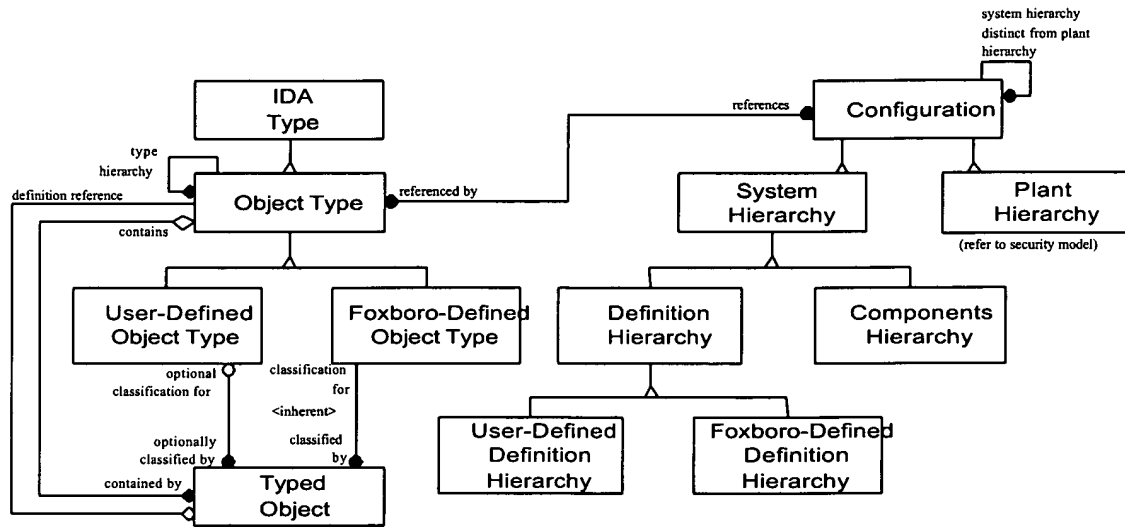 system hierarchy
distinct from plant
hierarchy
IDA
Type
references
Configuration
type
hierarchy
definition reference
Object Type
referenced by
contains
System
Hierarchy
Plant
Hierarchy
(refer to security model)
User-Defined
Object Type
Foxboro-Defined
Object Type
Definition
Hierarchy
Components
Hierarchy
optional
classification for
classification
for
<inherent>
optionally
classified by
classified
by
contained by
Typed
Object
User-Defined
Definition
Hierarchy
Foxboro-Defined
Definition
Hierarchy